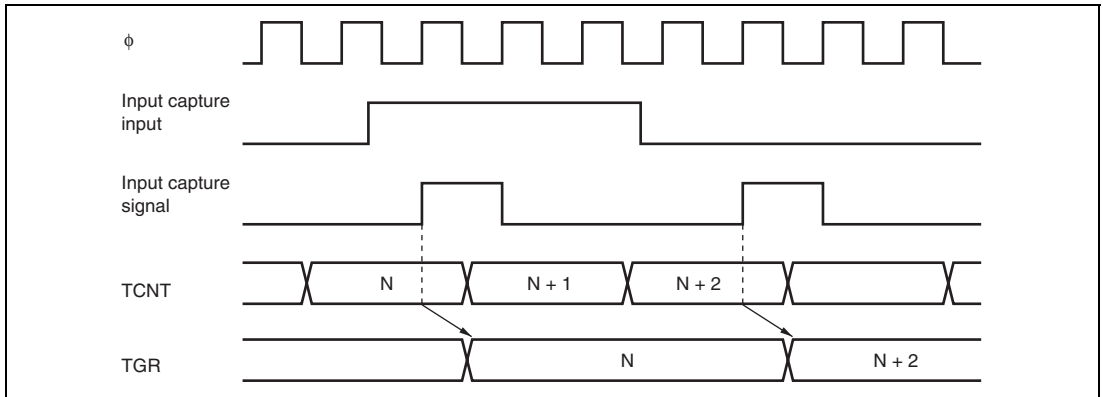 ϕ
Input capture
input
Input capture
signal
TCNT
N
N + 1
N + 2
TGR
N
N + 2